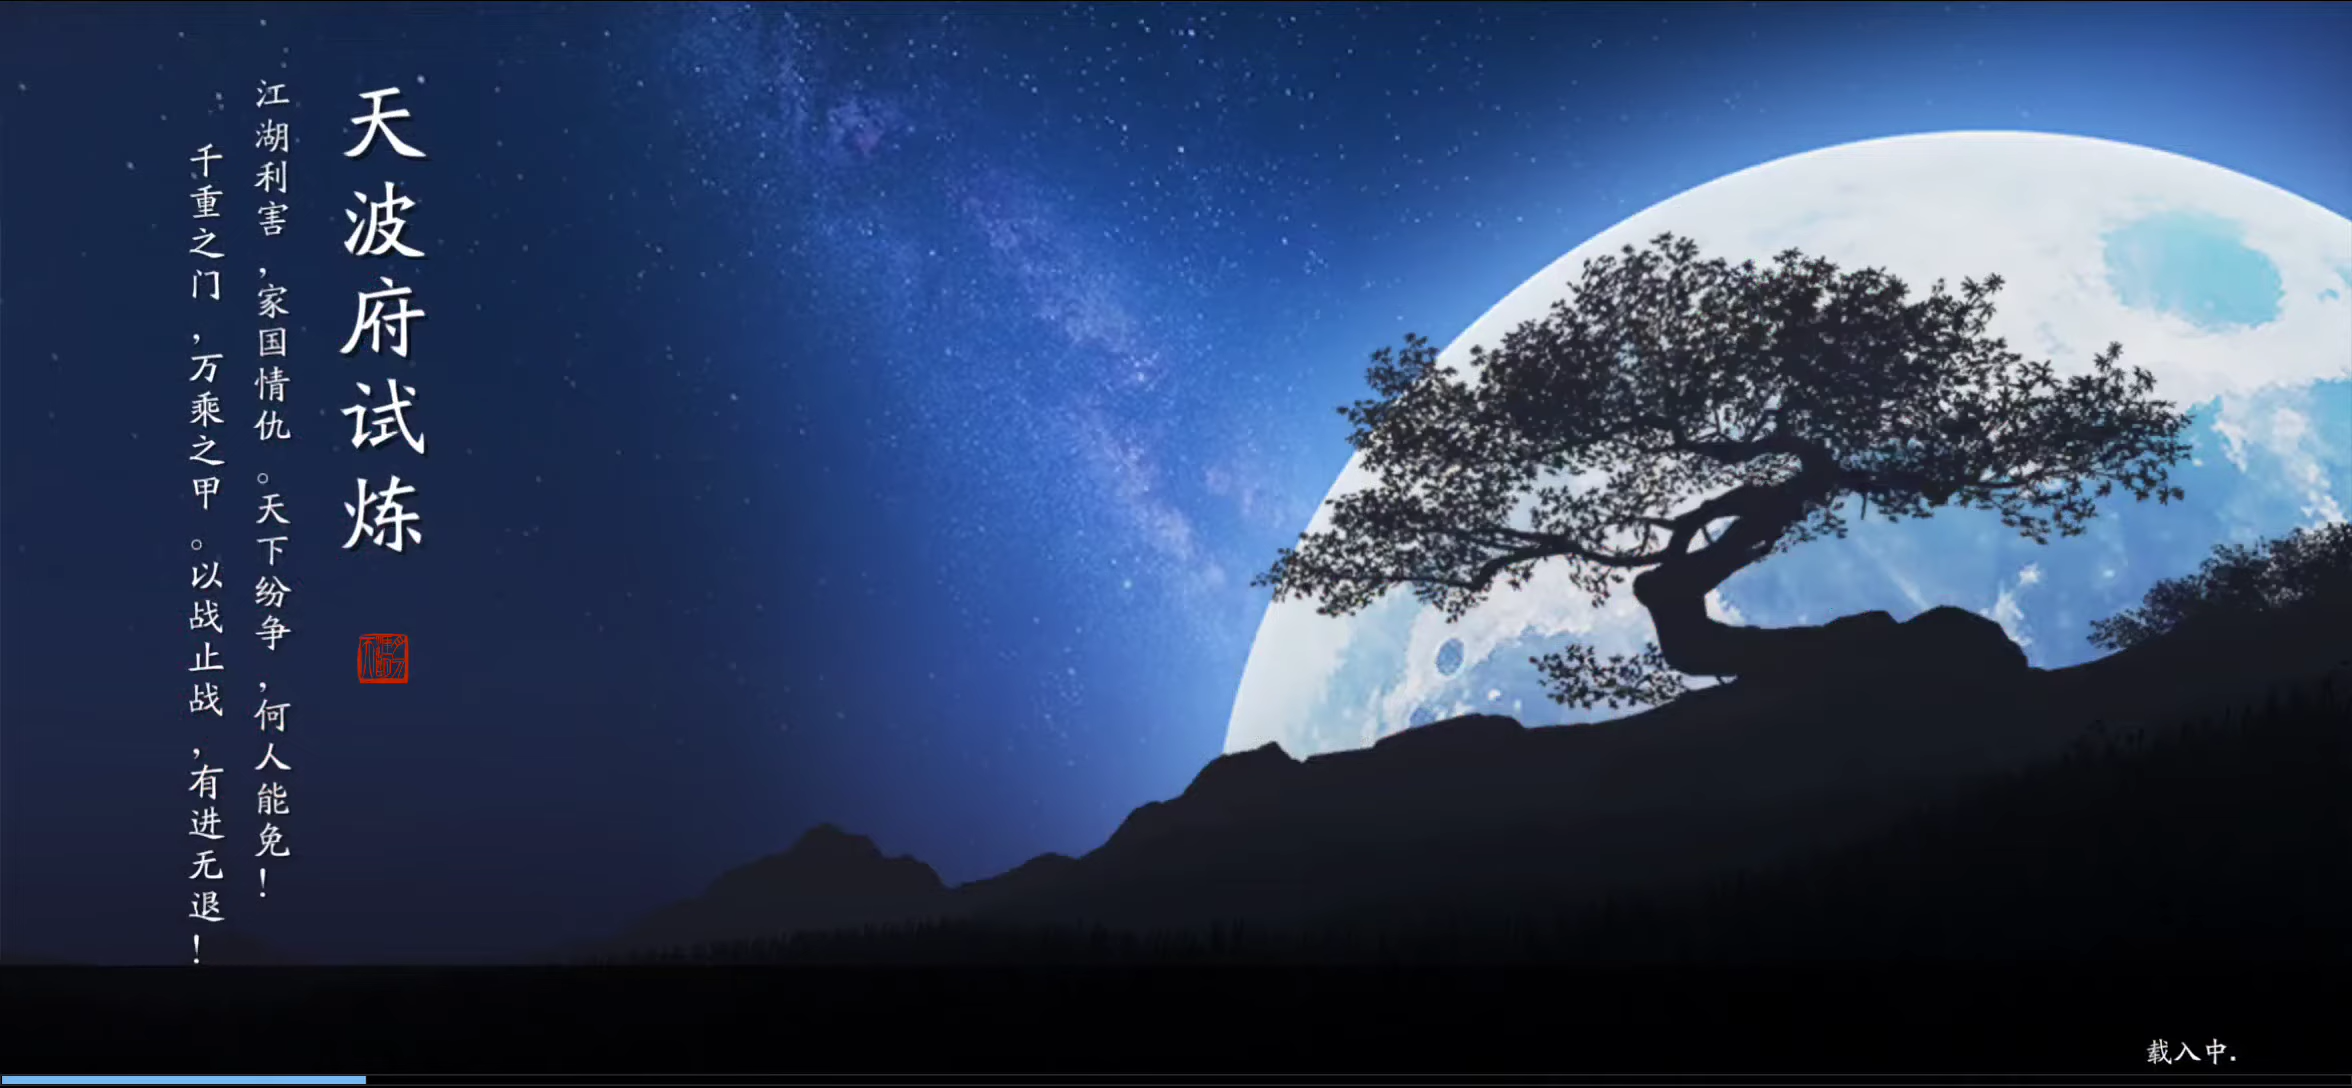 天波府试炼
江湖利害,家国情仇。天下纷争,何人能免!
千重之门,万乘之甲。以战止战,有进无退!
载入中.